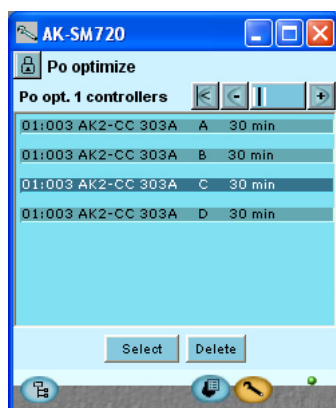 AK-SM720
Po optimize
Po opt. 1 controllers
01:003 AK2-CC 303A A 30 min
01:003 AK2-CC 303A B 30 min
01:003 AK2-CC 303A C 30 min
01:003 AK2-CC 303A D 30 min
Select Delete